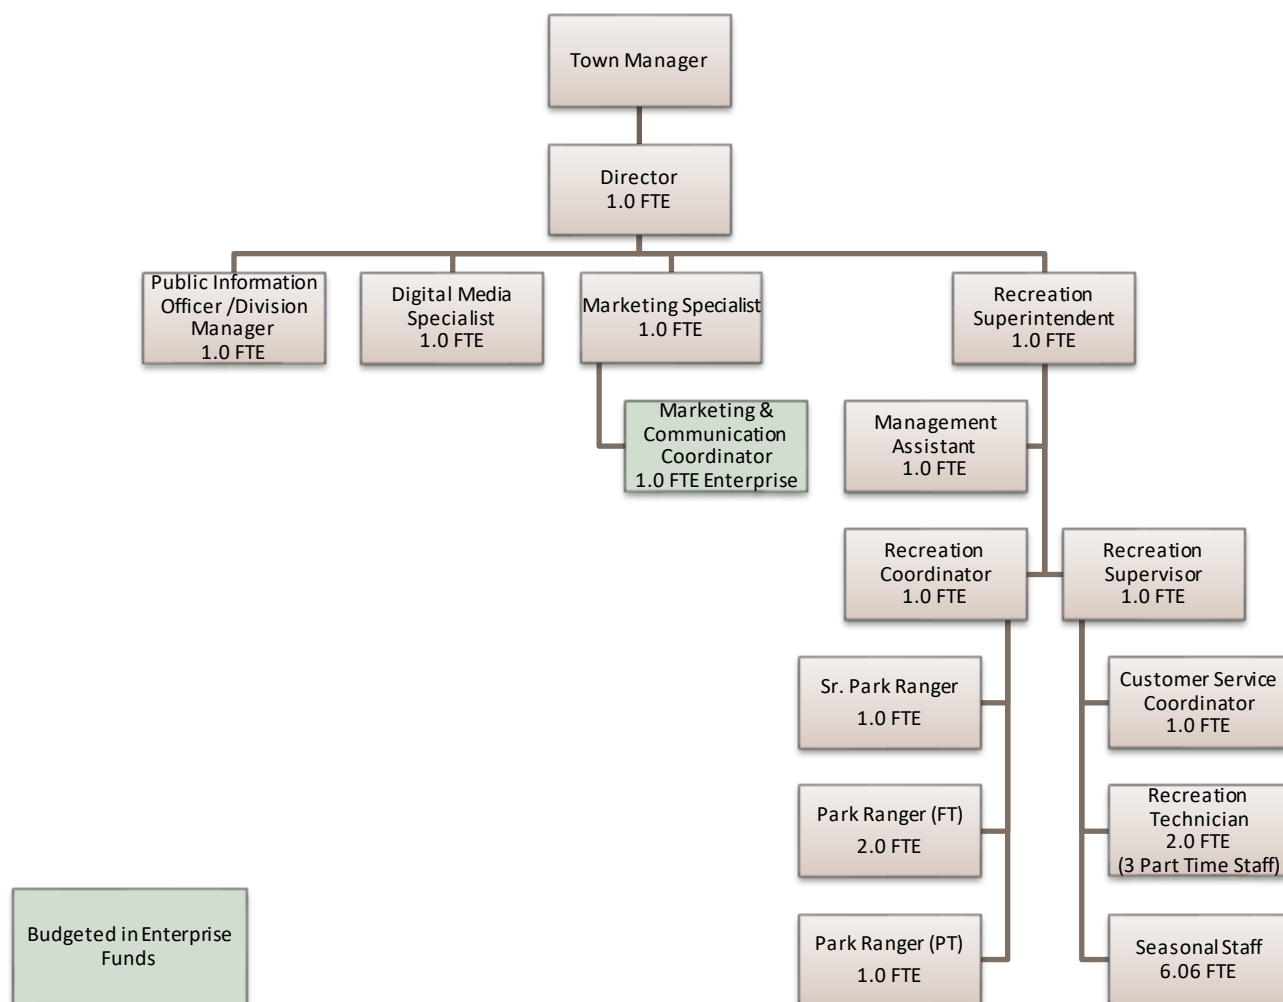 Town Manager
Director
1.0 FTE
Public Information
Officer /Division
Manager
1.0 FTE
Digital Media
Specialist
1.0 FTE
Marketing Specialist
1.0 FTE
Recreation
Superintendent
1.0 FTE
Marketing &
Communication
Coordinator
1.0 FTE Enterprise
Management
Assistant
1.0 FTE
Recreation
Coordinator
1.0 FTE
Recreation
Supervisor
1.0 FTE
Sr. Park Ranger
1.0 FTE
Customer Service
Coordinator
1.0 FTE
Park Ranger (FT)
2.0 FTE
Recreation
Technician
2.0 FTE
(3 Part Time Staff)
Park Ranger (PT)
1.0 FTE
Seasonal Staff
6.06 FTE
Budgeted in Enterprise
Funds